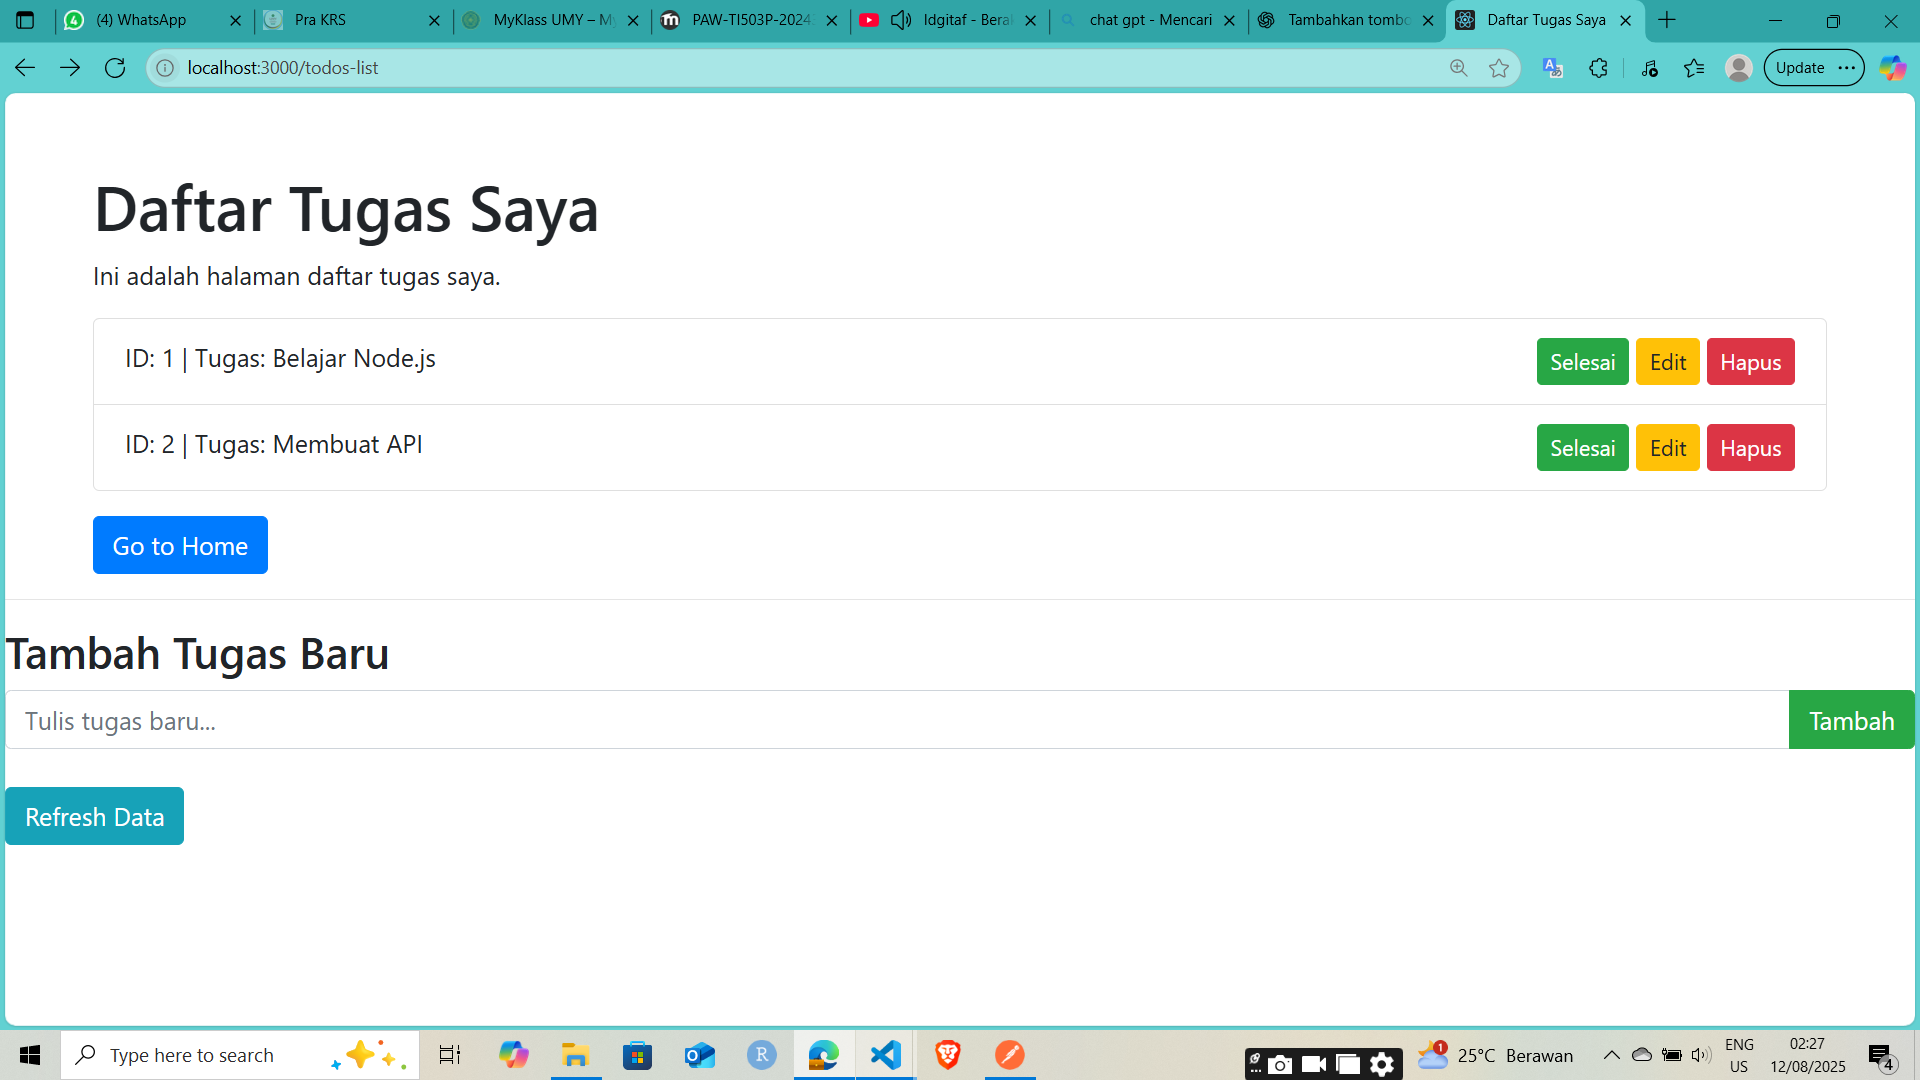 (4) WhatsApp
Pra KRS
MyKlass UMY – My
PAW-TI503P-2024
Idgitaf - Beral
chat gpt - Mencari
Tambahkan tombo
Daftar Tugas Saya
localhost:3000/todos-list
Update
Daftar Tugas Saya
Ini adalah halaman daftar tugas saya.
ID: 1 | Tugas: Belajar Node.js
Selesai Edit Hapus
ID: 2 | Tugas: Membuat API
Selesai Edit Hapus
Go to Home
Tambah Tugas Baru
Tulis tugas baru...
Tambah
Refresh Data
Type here to search
1
25°C Berawan
ENG
US
02:27
12/08/2025
4